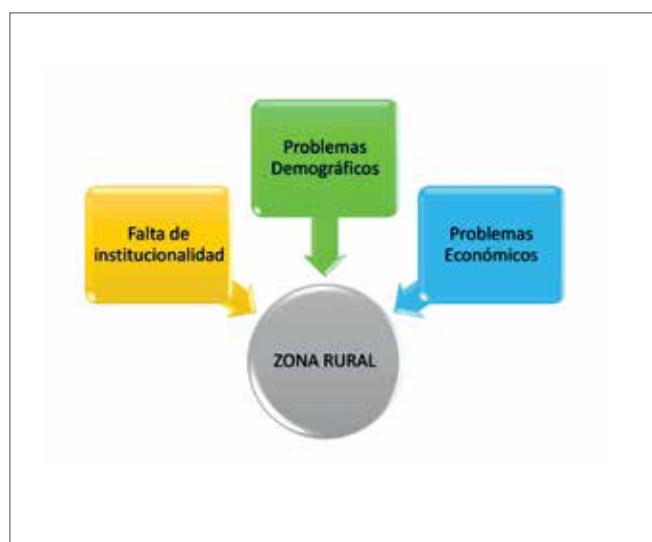 Problemas
Demográficos
Falta de
institucionalidad
Problemas
Económicos
ZONA RURAL